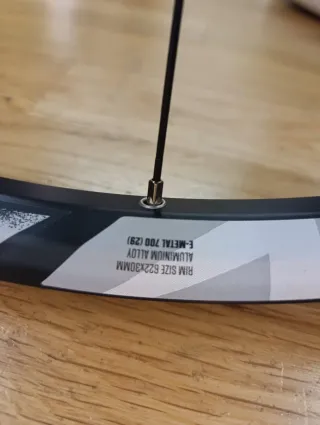 E-METAL 700 (29)
ALUMINIUM ALLOY
RIM SIZE 622x30MM